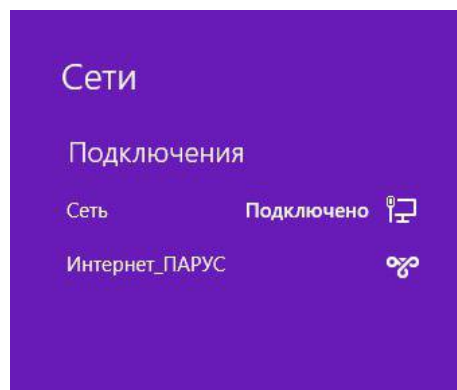 Сети
Подключения
Сеть Подключено
Интернет_ПАРУС